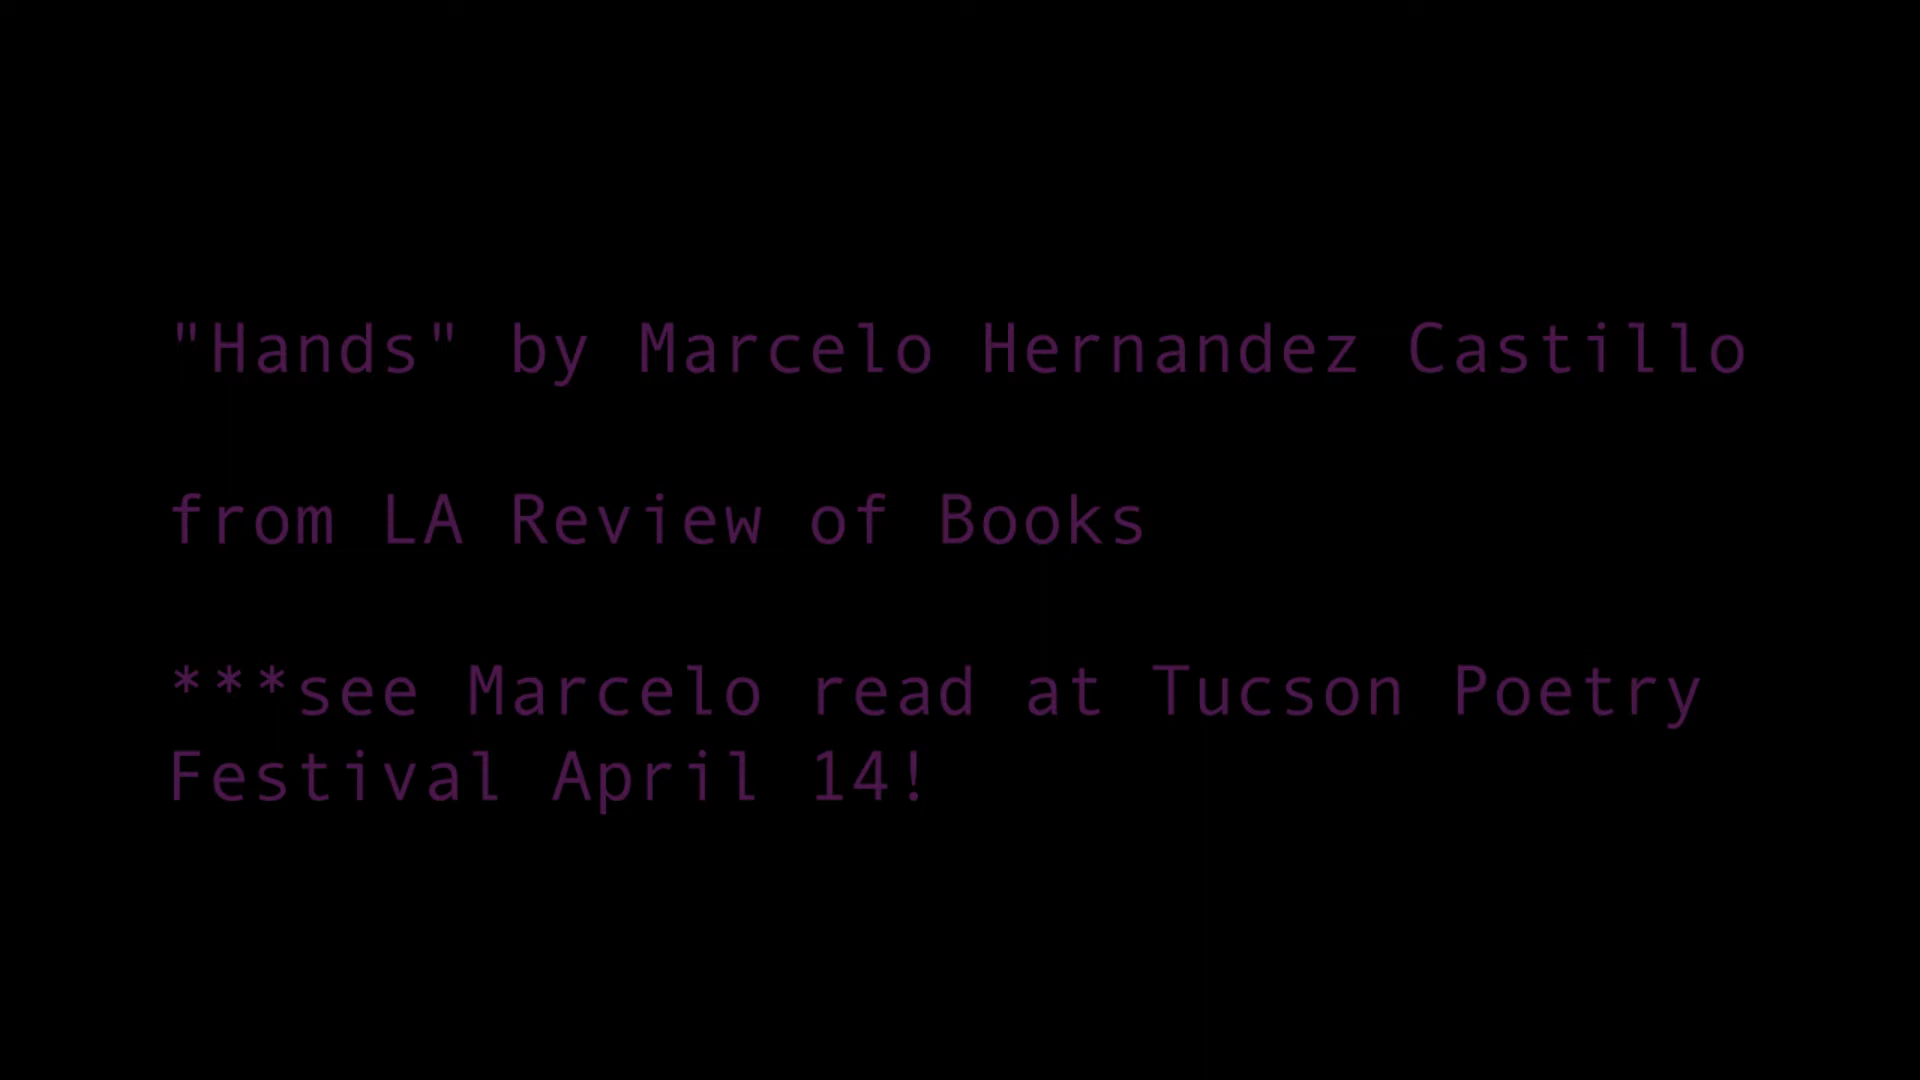 "Hands" by Marcelo Hernandez Castillo
from LA Review of Books
***see Marcelo read at Tucson Poetry
Festival April 14!